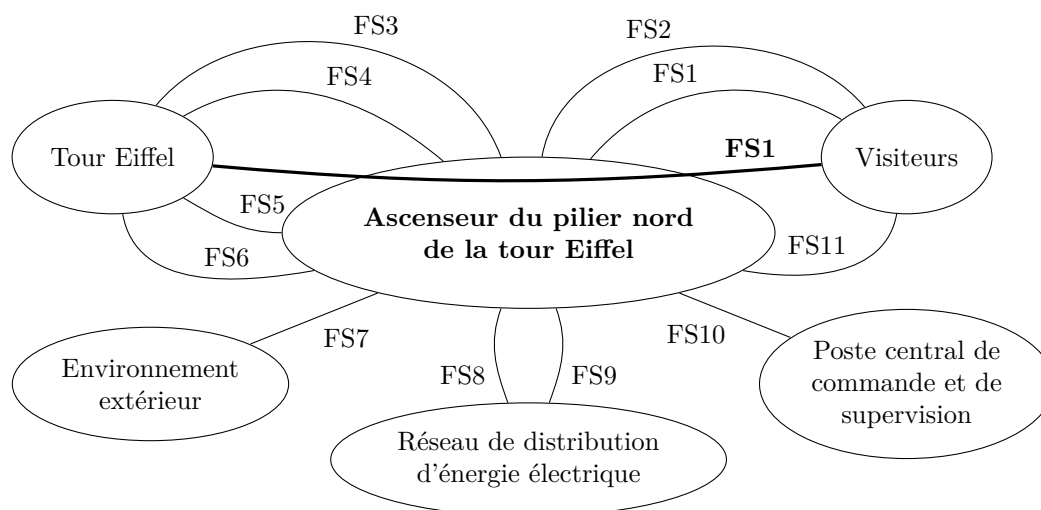 FS3
FS2
FS4
FS1
Tour Eiffel
FS1
Visiteurs
FS5
Ascenseur du pilier nord
de la tour Eiffel
FS6
FS11
FS7
FS10
Environnement
extérieur
FS8
FS9
Poste central de
commande et de
supervision
Réseau de distribution
d'énergie électrique